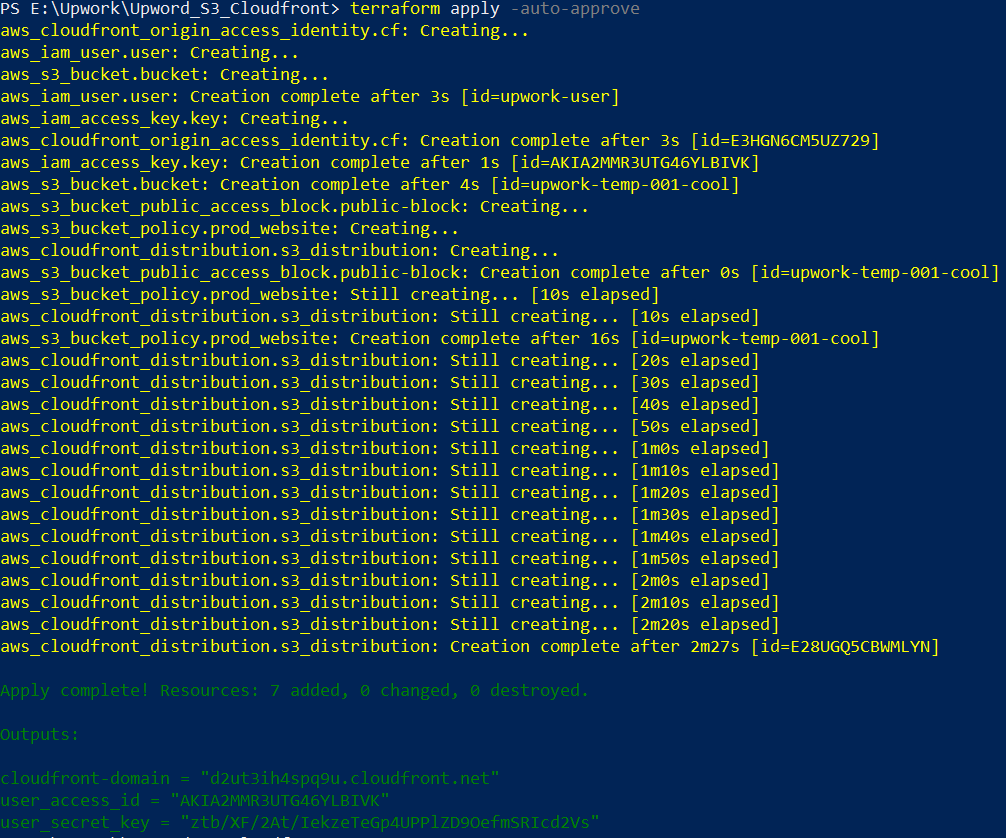 PS E:\Upwork\Upword_S3_Cloudfront> terraform apply -auto-approve
aws_cloudfront_origin_access_identity.cf: Creating...
aws_iam_user.user: Creating...
aws_s3_bucket.bucket: Creating...
aws_iam_user.user: Creation complete after 3s [id=upwork-user]
aws_iam_access_key.key: Creating...
aws_cloudfront_origin_access_identity.cf: Creation complete after 3s [id=E3HGN6CM5UZ729]
aws_iam_access_key.key: Creation complete after 1s [id=AKIA2MMR3UTG46YLBIVK]
aws_s3_bucket.bucket: Creation complete after 4s [id=upwork-temp-001-cool]
aws_s3_bucket_public_access_block.public-block: Creating...
aws_s3_bucket_policy.prod_website: Creating...
aws_cloudfront_distribution.s3_distribution: Creating...
aws_s3_bucket_public_access_block.public-block: Creation complete after 0s [id=upwork-temp-001-cool]
aws_s3_bucket_policy.prod_website: Still creating... [10s elapsed]
aws_cloudfront_distribution.s3_distribution: Still creating... [10s elapsed]
aws_s3_bucket_policy.prod_website: Creation complete after 16s [id=upwork-temp-001-cool]
aws_cloudfront_distribution.s3_distribution: Still creating... [20s elapsed]
aws_cloudfront_distribution.s3_distribution: Still creating... [30s elapsed]
aws_cloudfront_distribution.s3_distribution: Still creating... [40s elapsed]
aws_cloudfront_distribution.s3_distribution: Still creating... [50s elapsed]
aws_cloudfront_distribution.s3_distribution: Still creating... [1m0s elapsed]
aws_cloudfront_distribution.s3_distribution: Still creating... [1m10s elapsed]
aws_cloudfront_distribution.s3_distribution: Still creating... [1m20s elapsed]
aws_cloudfront_distribution.s3_distribution: Still creating... [1m30s elapsed]
aws_cloudfront_distribution.s3_distribution: Still creating... [1m40s elapsed]
aws_cloudfront_distribution.s3_distribution: Still creating... [1m50s elapsed]
aws_cloudfront_distribution.s3_distribution: Still creating... [2m0s elapsed]
aws_cloudfront_distribution.s3_distribution: Still creating... [2m10s elapsed]
aws_cloudfront_distribution.s3_distribution: Still creating... [2m20s elapsed]
aws_cloudfront_distribution.s3_distribution: Creation complete after 2m27s [id=E28UGQ5CBWMLYN]
Apply complete! Resources: 7 added, 0 changed, 0 destroyed.
Outputs:
cloudfront-domain = "d2ut3ih4spq9u.cloudfront.net"
user_access_id = "AKIA2MMR3UTG46YLBIVK"
user_secret_key = "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"